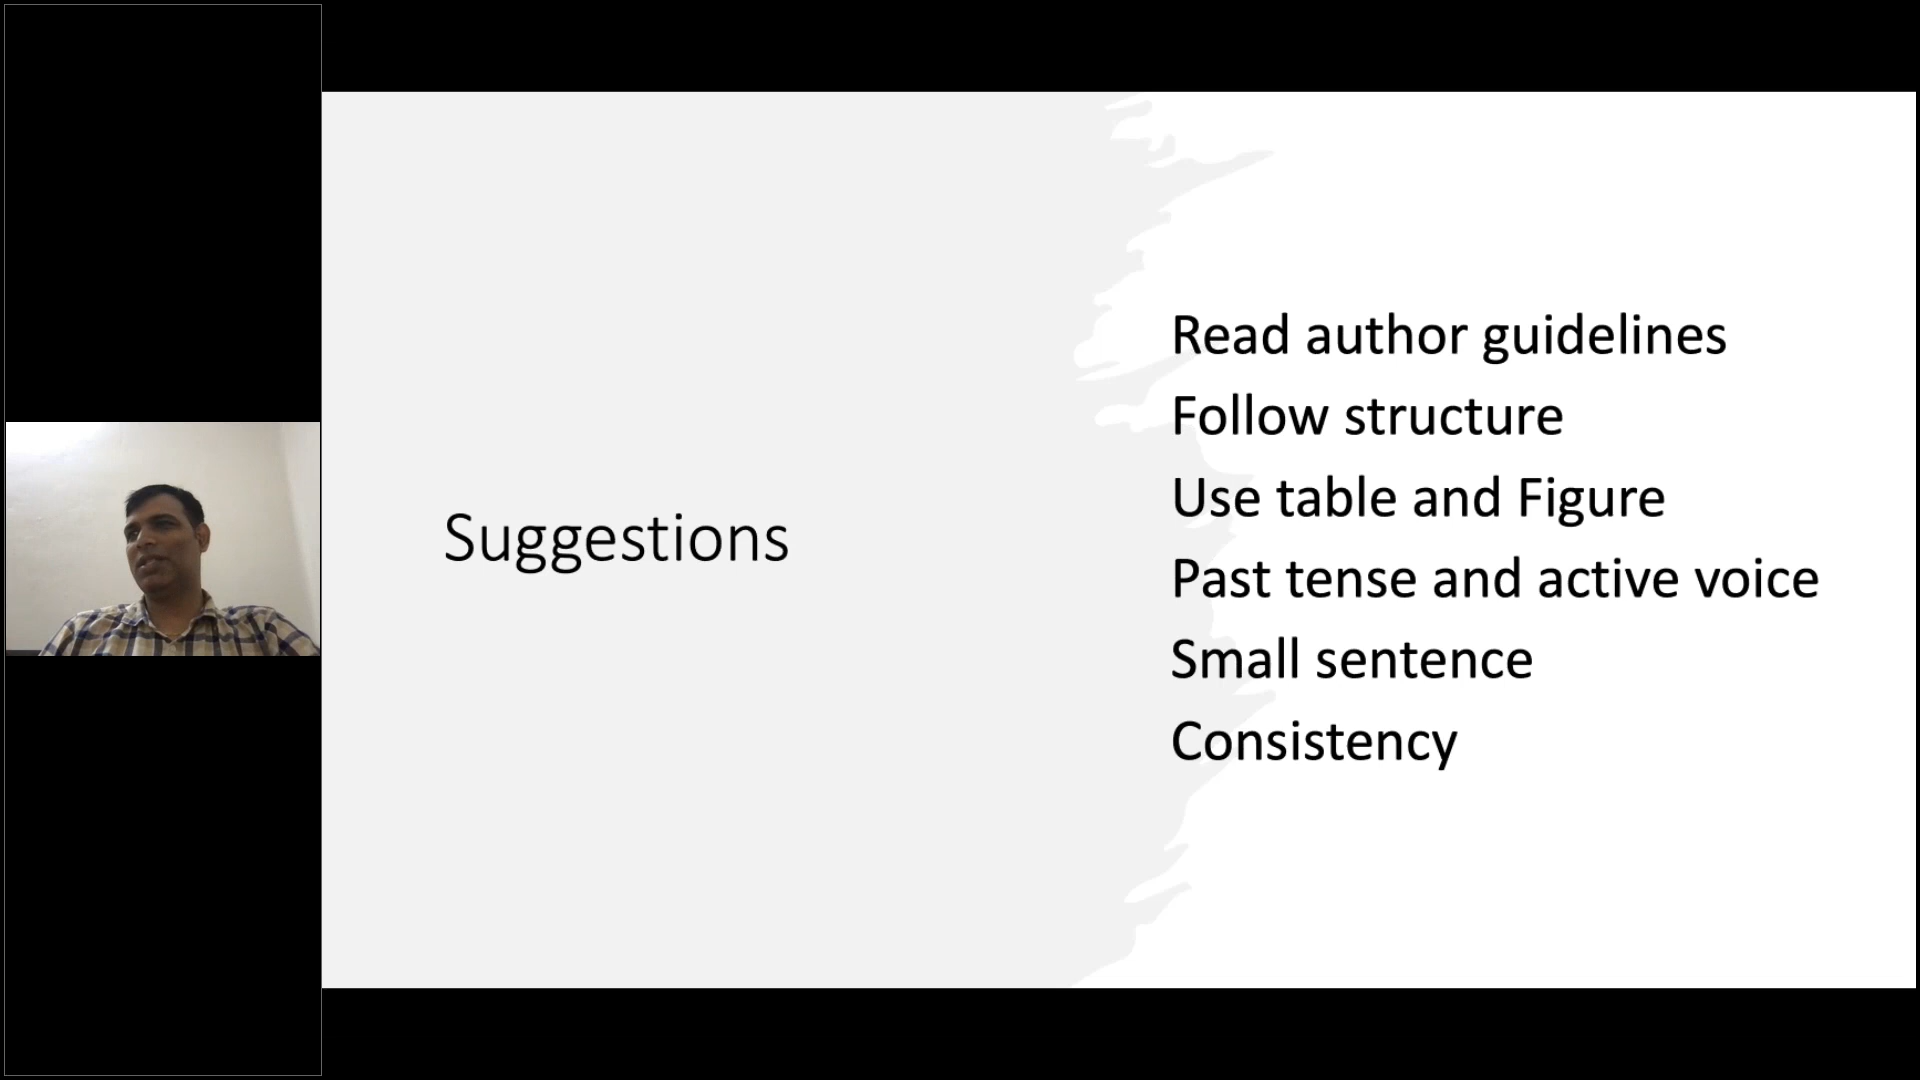 Suggestions
Read author guidelines
Follow structure
Use table and Figure
Past tense and active voice
Small sentence
Consistency